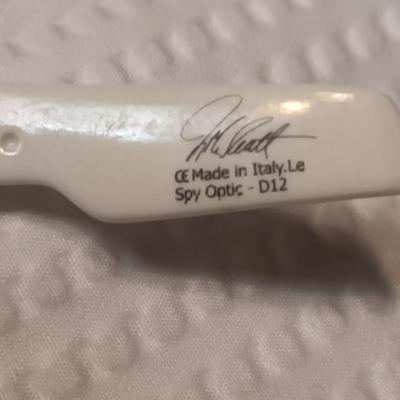 CE Made in Italy.Le
Spy Optic - D12